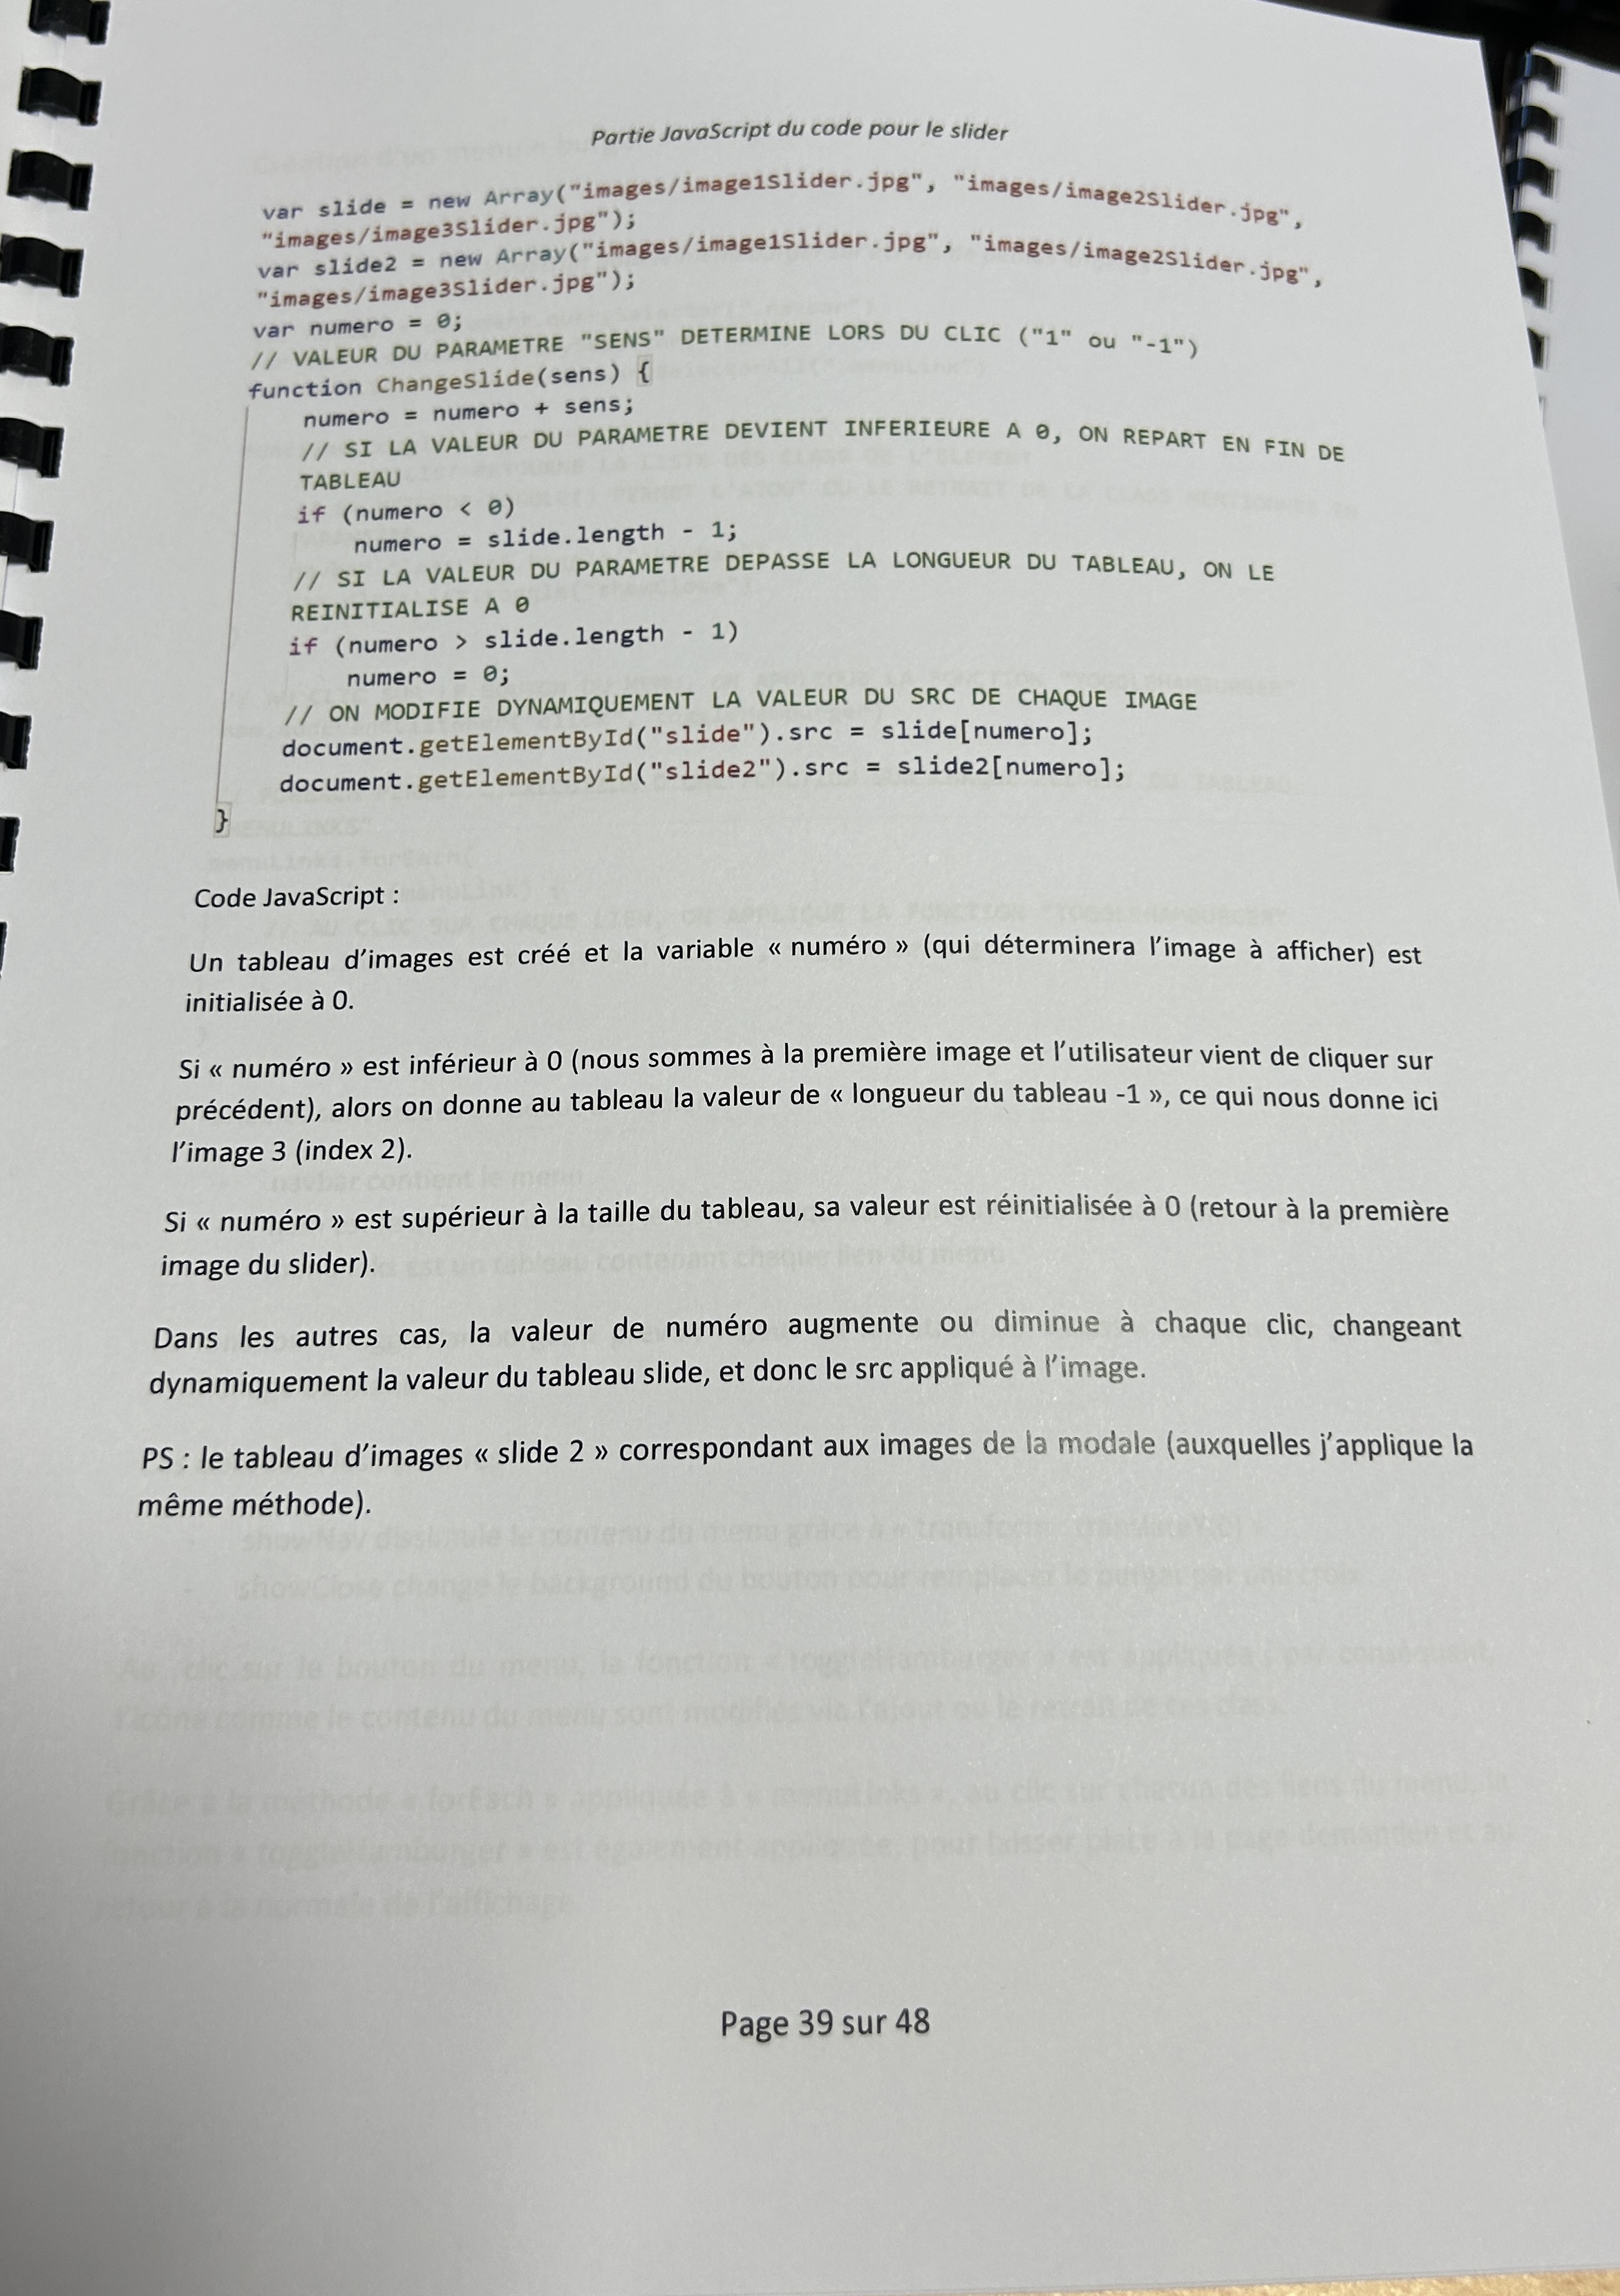 Partie JavaScript du code pour le slider
var slide = new Array("images/image1Slider.jpg", "images/image2Slider.jpg",
"images/image3Slider.jpg");
var slide2 = new Array("images/image1Slider.jpg", "images/image2Slider.jpg",
"images/image3Slider.jpg");
var numero = 0;
// VALEUR DU PARAMETRE "SENS" DETERMINE LORS DU CLIC ("1" ou "-1")
function ChangeSlide(sens) {
numero = numero + sens;
// SI LA VALEUR DU PARAMETRE DEVIENT INFERIEURE A 0, ON REPART EN FIN DE
TABLEAU
if (numero < 0)
numero = slide.length - 1;
// SI LA VALEUR DU PARAMETRE DEPASSE LA LONGUEUR DU TABLEAU, ON LE
REINITIALISE A 0
if (numero > slide.length - 1)
numero = 0;
// ON MODIFIE DYNAMIQUEMENT LA VALEUR DU SRC DE CHAQUE IMAGE
document.getElementById("slide").src = slide[numero];
document.getElementById("slide2").src = slide2[numero];
}
Code JavaScript :
Un tableau d'images est créé et la variable « numéro » (qui déterminera l'image à afficher) est
initialisée à 0.
Si « numéro » est inférieur à 0 (nous sommes à la première image et l'utilisateur vient de cliquer sur
précédent), alors on donne au tableau la valeur de « longueur du tableau -1 », ce qui nous donne ici
l'image 3 (index 2).
Si « numéro » est supérieur à la taille du tableau, sa valeur est réinitialisée à 0 (retour à la première
image du slider).
Dans les autres cas, la valeur de numéro augmente ou diminue à chaque clic, changeant
dynamiquement la valeur du tableau slide, et donc le src appliqué à l'image.
PS : le tableau d'images « slide 2 » correspondant aux images de la modale (auxquelles j'applique la
même méthode).
Page 39 sur 48